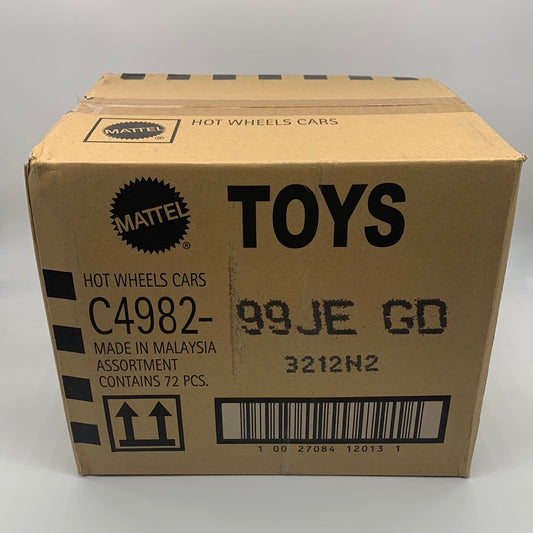 MATTEL ® HOT WHEELS CARS
MATTEL ® TOYS
HOT WHEELS CARS
C4982- 99JE GD
MADE IN MALAYSIA
ASSORTMENT 3212N2
CONTAINS 72 PCS.
1 00 27084 12013 1